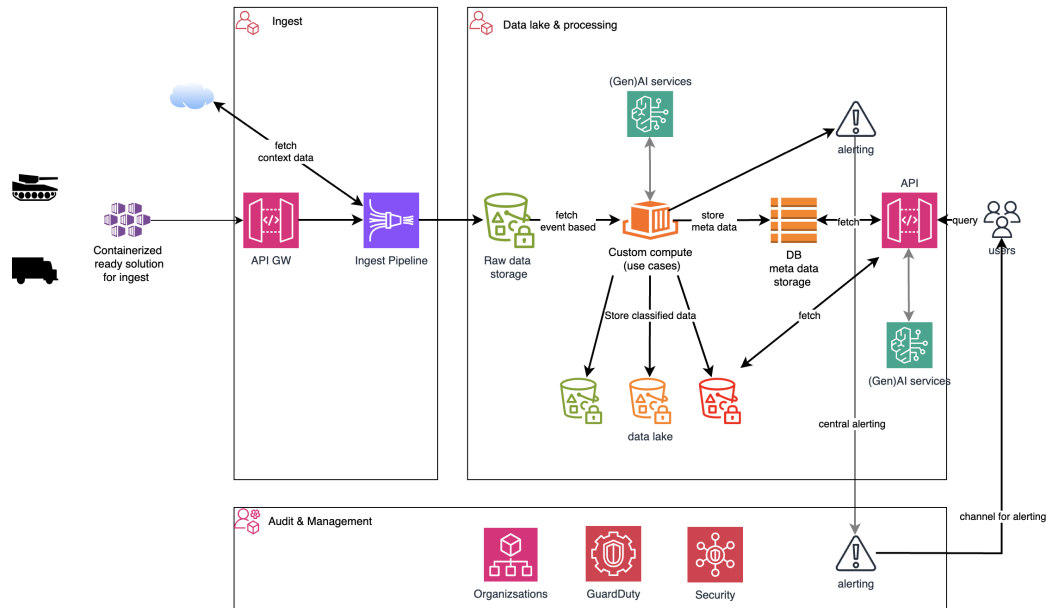 Ingest
Data lake & processing
(Gen)AI services
fetch
context data
alerting
API
Containerized
ready solution
for ingest
API GW
Ingest Pipeline
Raw data
storage
fetch
event based
Custom compute
(use cases)
store
meta data
DB
meta data
storage
fetch
query
users
Store classified data
fetch
(Gen)AI services
data lake
central alerting
channel for alerting
Audit & Management
Organizsations
GuardDuty
Security
alerting